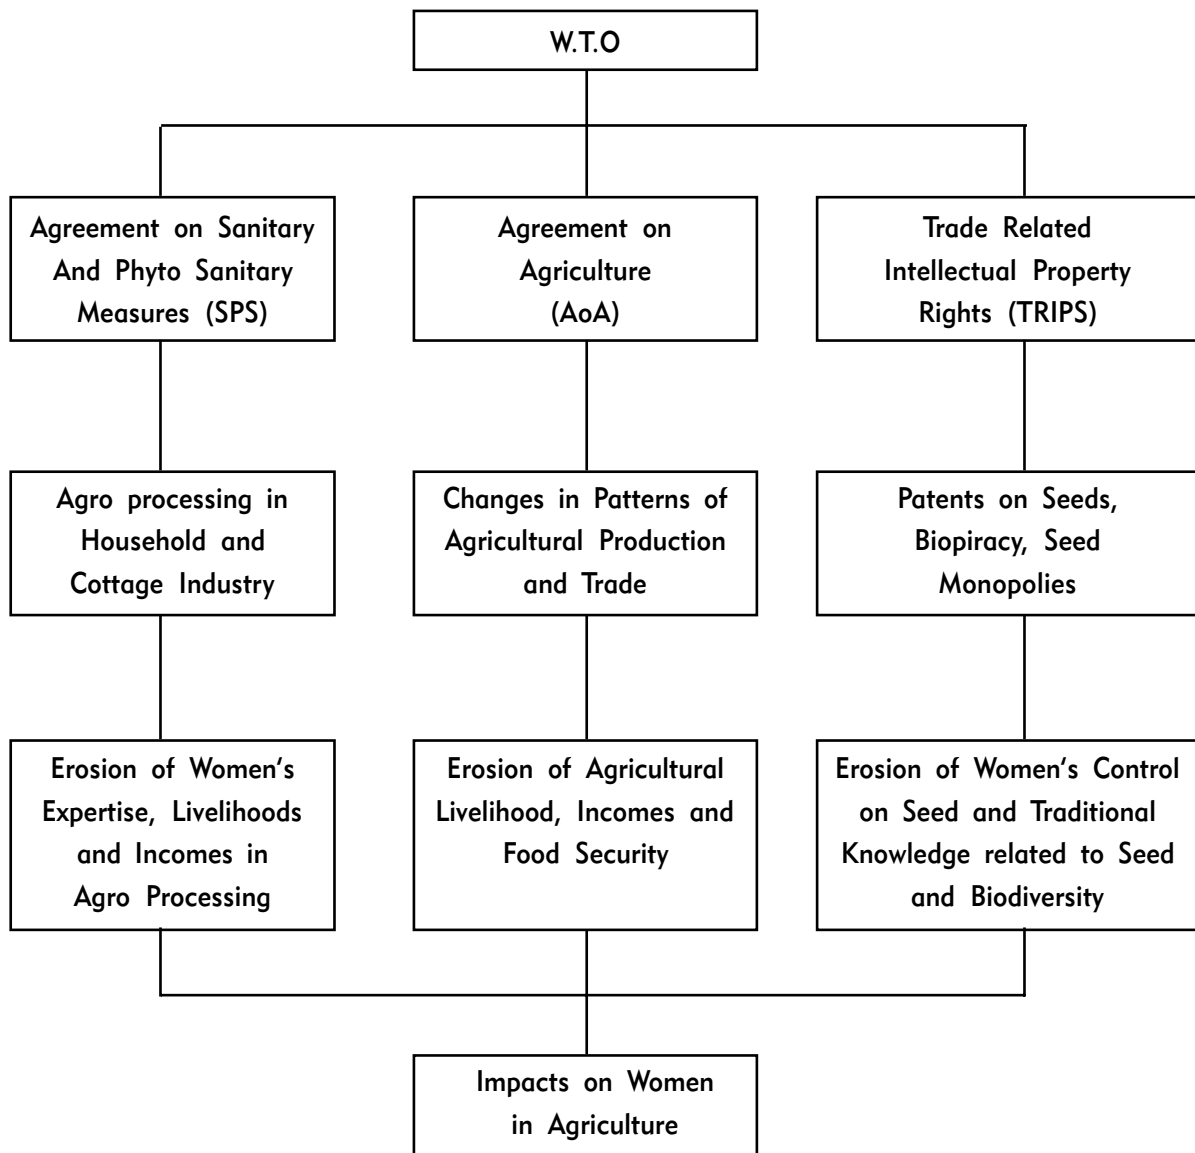 W.T.O
Agreement on Sanitary
And Phyto Sanitary
Measures (SPS)
Agreement on
Agriculture
(AoA)
Trade Related
Intellectual Property
Rights (TRIPS)
Agro processing in
Household and
Cottage Industry
Changes in Patterns of
Agricultural Production
and Trade
Patents on Seeds,
Biopiracy, Seed
Monopolies
Erosion of Women‘s
Expertise, Livelihoods
and Incomes in
Agro Processing
Erosion of Agricultural
Livelihood, Incomes and
Food Security
Erosion of Women‘s Control
on Seed and Traditional
Knowledge related to Seed
and Biodiversity
Impacts on Women
in Agriculture